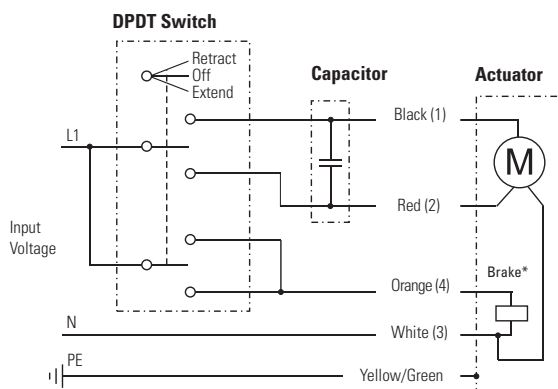 DPDT Switch
Retract
Off
Extend
Capacitor
Actuator
L1
Black (1)
M
Red (2)
Input
Voltage
Brake*
Orange (4)
N
White (3)
PE
Yellow/Green